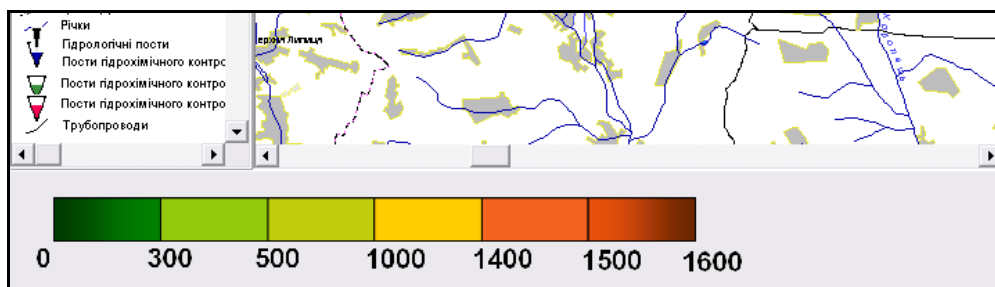 Річки
Гідрологічні пости
Пости гідрохімічного контро
Пости гідрохімічного контро
Пости гідрохімічного контро
Трубопроводи
ерхня Липиця
Коропець
0 300 500 1000 1400 1500 1600